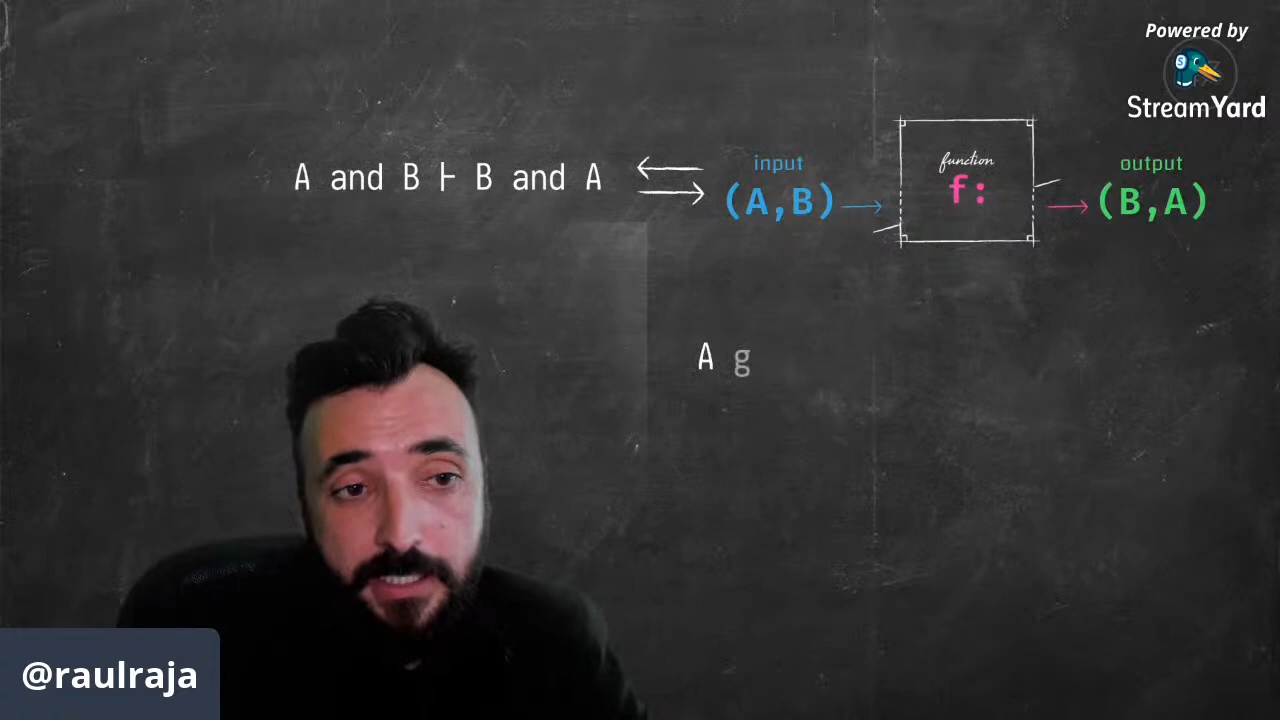 Powered by
StreamYard
A and B ⊢ B and A
input
(A,B)
function
f:
output
(B,A)
A g
@raulraja